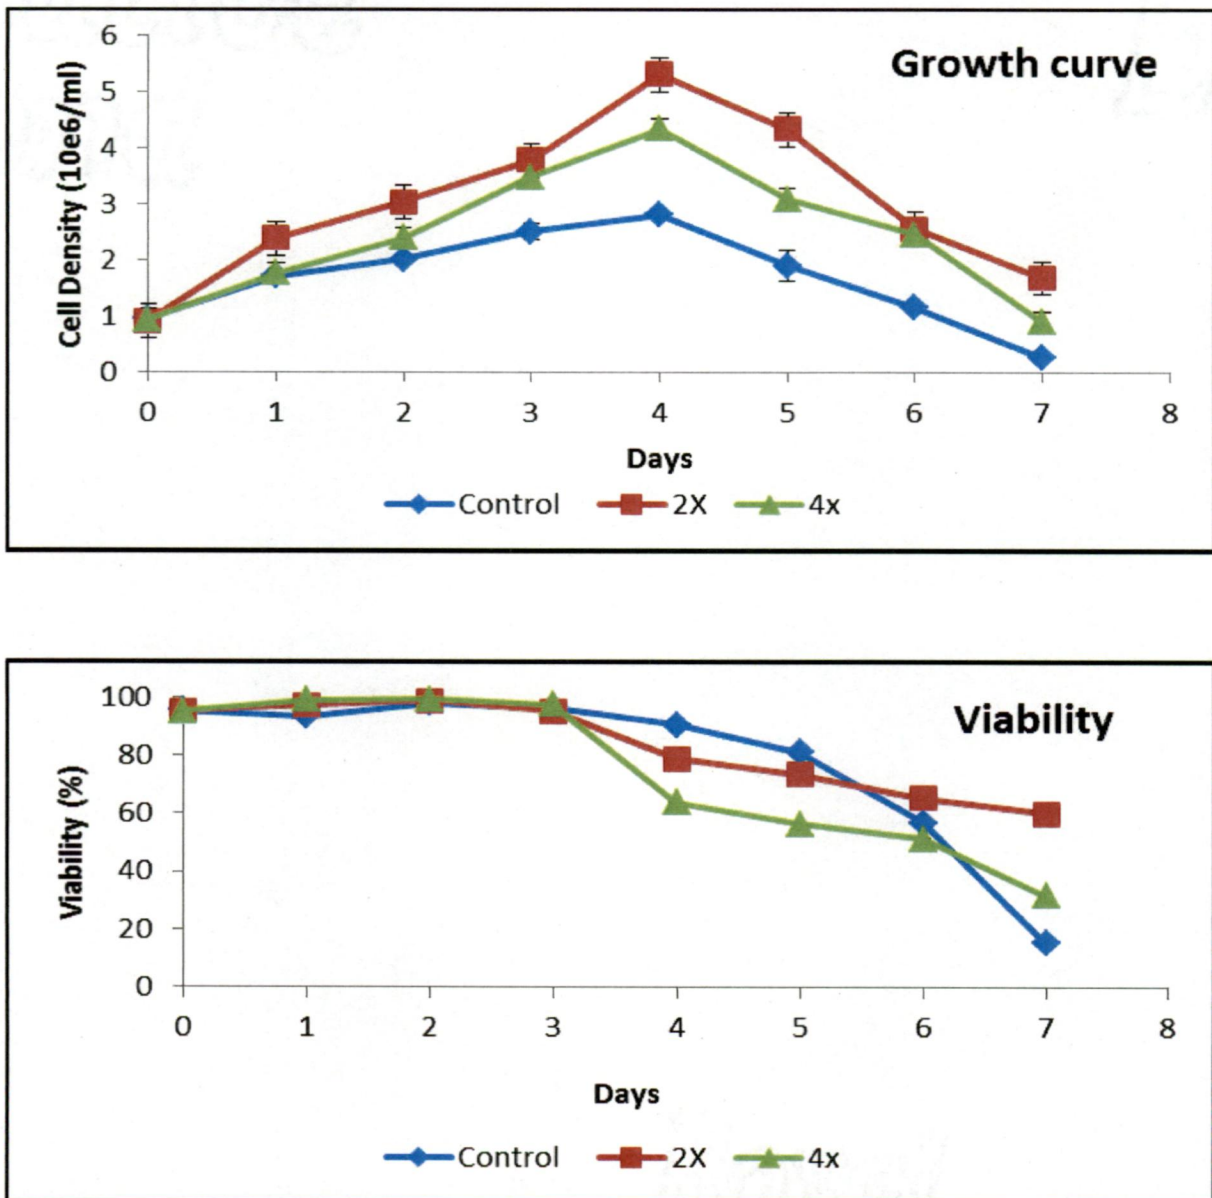 Growth curve
Cell Density (10e6/ml)
6
5
4
3
2
1
0
0 1 2 3 4 5 6 7 8
Days
Control 2X 4x
Viability
Viability (%)
100
80
60
40
20
0
0 1 2 3 4 5 6 7 8
Days
Control 2X 4x